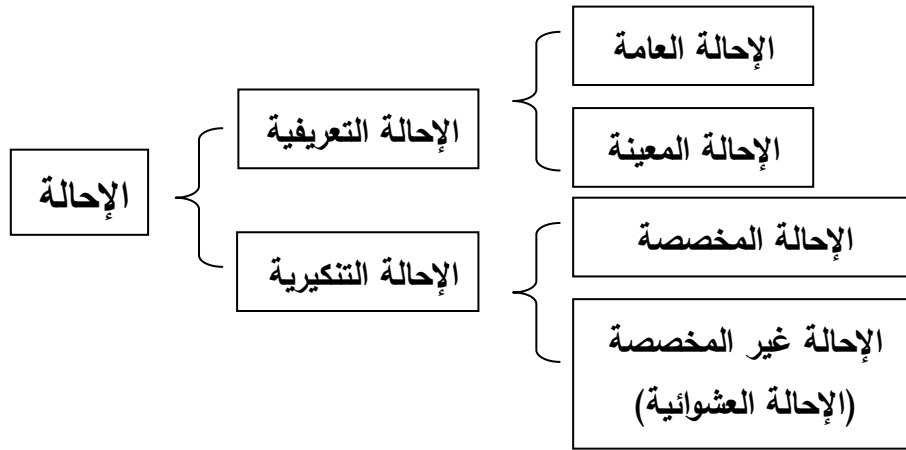 الإحالة
الإحالة التعريفية
الإحالة العامة
الإحالة المعينة
الإحالة التنكيرية
الإحالة المخصصة
الإحالة غير المخصصة
(الإحالة العشوائية)